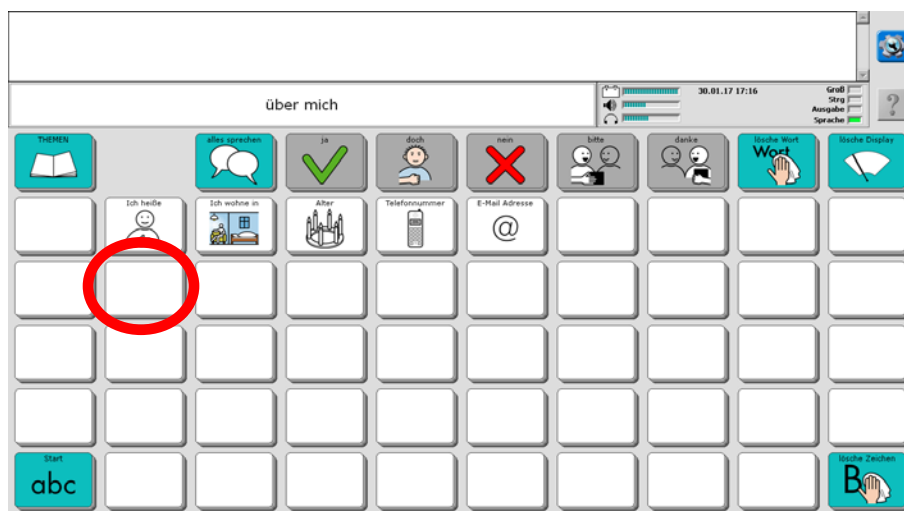 über mich
30.01.17 17:16
Groß
Strg
Ausgabe
Sprache
?
THEMEN
alles sprechen
ja
doch
nein
bitte
danke
lösche Wort
Wort
lösche Display
Ich heiße
Ich wohne in
Alter
Telefonnummer
E-Mail Adresse
@
Start
abc
lösche Zeichen
B